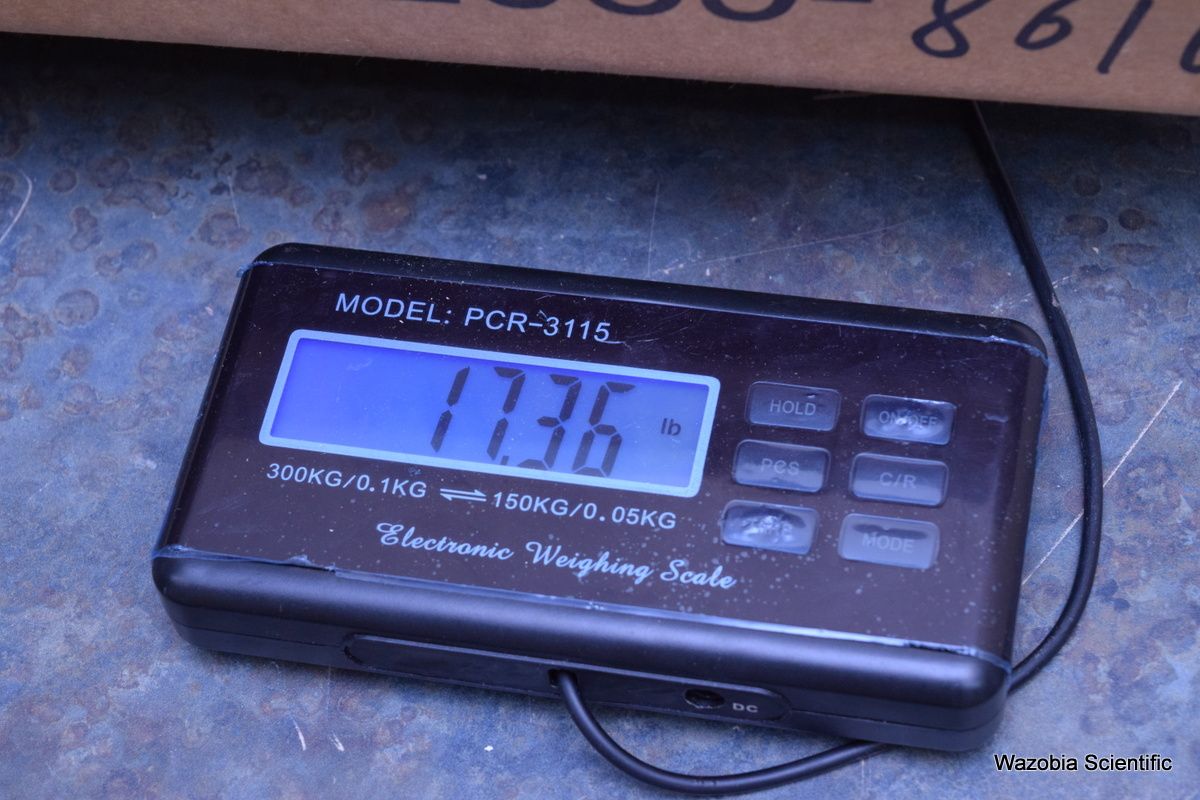 861
MODEL: PCR-3115
17.36 lb
HOLD ON/OFF
PCS C/R
300KG/0.1KG ⇌ 150KG/0.05KG
MODE
Electronic Weighing Scale
DC
Wazobia Scientific